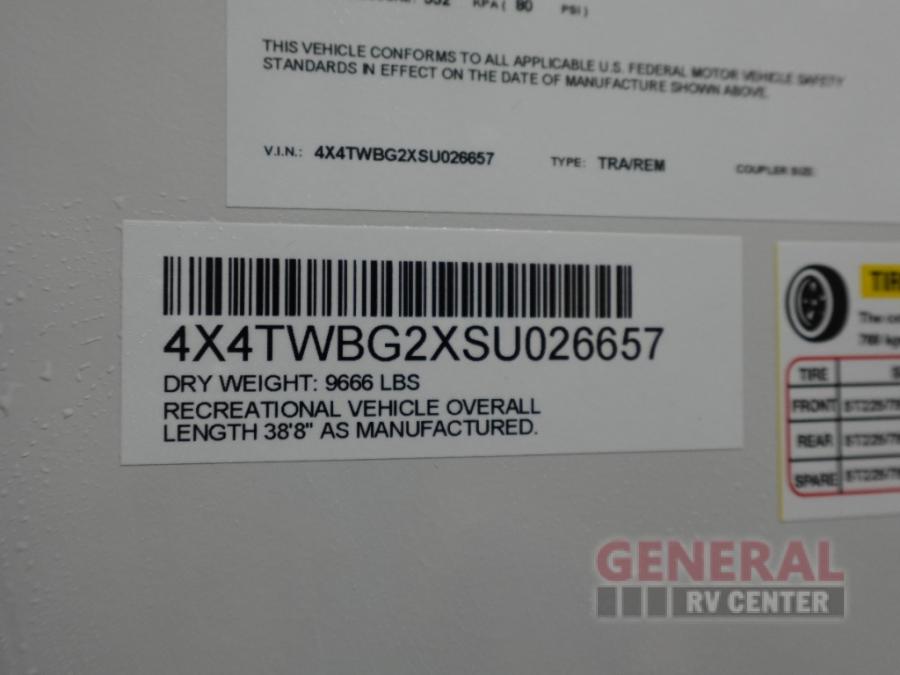 552 KPA ( 80 PSI )
THIS VEHICLE CONFORMS TO ALL APPLICABLE U.S. FEDERAL MOTOR VEHICLE SAFETY
STANDARDS IN EFFECT ON THE DATE OF MANUFACTURE SHOWN ABOVE.
V.I.N.: 4X4TWBG2XSU026657 TYPE: TRA/REM COUPLER SIZE:
4X4TWBG2XSU026657
DRY WEIGHT: 9666 LBS
RECREATIONAL VEHICLE OVERALL
LENGTH 38'8" AS MANUFACTURED.
The
TIRE
FRONT
REAR
SPARE
GENERAL
RV CENTER